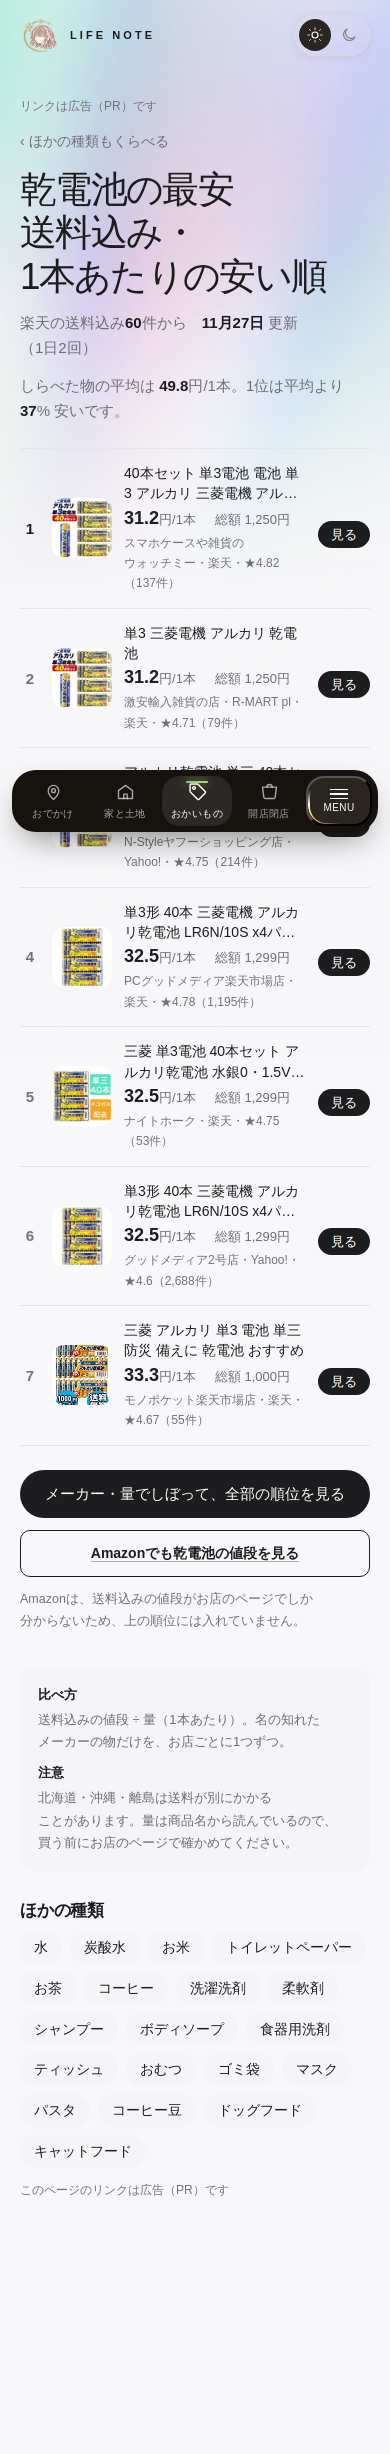 LIFE NOTE
リンクは広告（PR）です
‹ ほかの種類もくらべる
乾電池の最安
送料込み・
1本あたりの安い順
楽天の送料込み60件から　11月27日 更新
（1日2回）
しらべた物の平均は 49.8円/1本。1位は平均より
37% 安いです。
1
40本セット 単3電池 電池 単
3 アルカリ 三菱電機 アル…
31.2円/1本　総額 1,250円
スマホケースや雑貨の
ウォッチミー・楽天・★4.82
（137件）
見る
2
単3 三菱電機 アルカリ 乾電
池
31.2円/1本　総額 1,250円
激安輸入雑貨の店・R-MART pl・
楽天・★4.71（79件）
見る
おでかけ
家と土地
おかいもの
開店閉店
MENU
N-Styleヤフーショッピング店・
Yahoo!・★4.75（214件）
4
単3形 40本 三菱電機 アルカ
リ乾電池 LR6N/10S x4パ…
32.5円/1本　総額 1,299円
PCグッドメディア楽天市場店・
楽天・★4.78（1,195件）
見る
5
三菱 単3電池 40本セット ア
ルカリ乾電池 水銀0・1.5V…
32.5円/1本　総額 1,299円
ナイトホーク・楽天・★4.75
（53件）
見る
6
単3形 40本 三菱電機 アルカ
リ乾電池 LR6N/10S x4パ…
32.5円/1本　総額 1,299円
グッドメディア2号店・Yahoo!・
★4.6（2,688件）
見る
7
三菱 アルカリ 単3 電池 単三
防災 備えに 乾電池 おすすめ
33.3円/1本　総額 1,000円
モノポケット楽天市場店・楽天・
★4.67（55件）
見る
メーカー・量でしぼって、全部の順位を見る
Amazonでも乾電池の値段を見る
Amazonは、送料込みの値段がお店のページでしか
分からないため、上の順位には入れていません。
比べ方
送料込みの値段 ÷ 量（1本あたり）。名の知れた
メーカーの物だけを、お店ごとに1つずつ。
注意
北海道・沖縄・離島は送料が別にかかる
ことがあります。量は商品名から読んでいるので、
買う前にお店のページで確かめてください。
ほかの種類
水
炭酸水
お米
トイレットペーパー
お茶
コーヒー
洗濯洗剤
柔軟剤
シャンプー
ボディソープ
食器用洗剤
ティッシュ
おむつ
ゴミ袋
マスク
パスタ
コーヒー豆
ドッグフード
キャットフード
このページのリンクは広告（PR）です